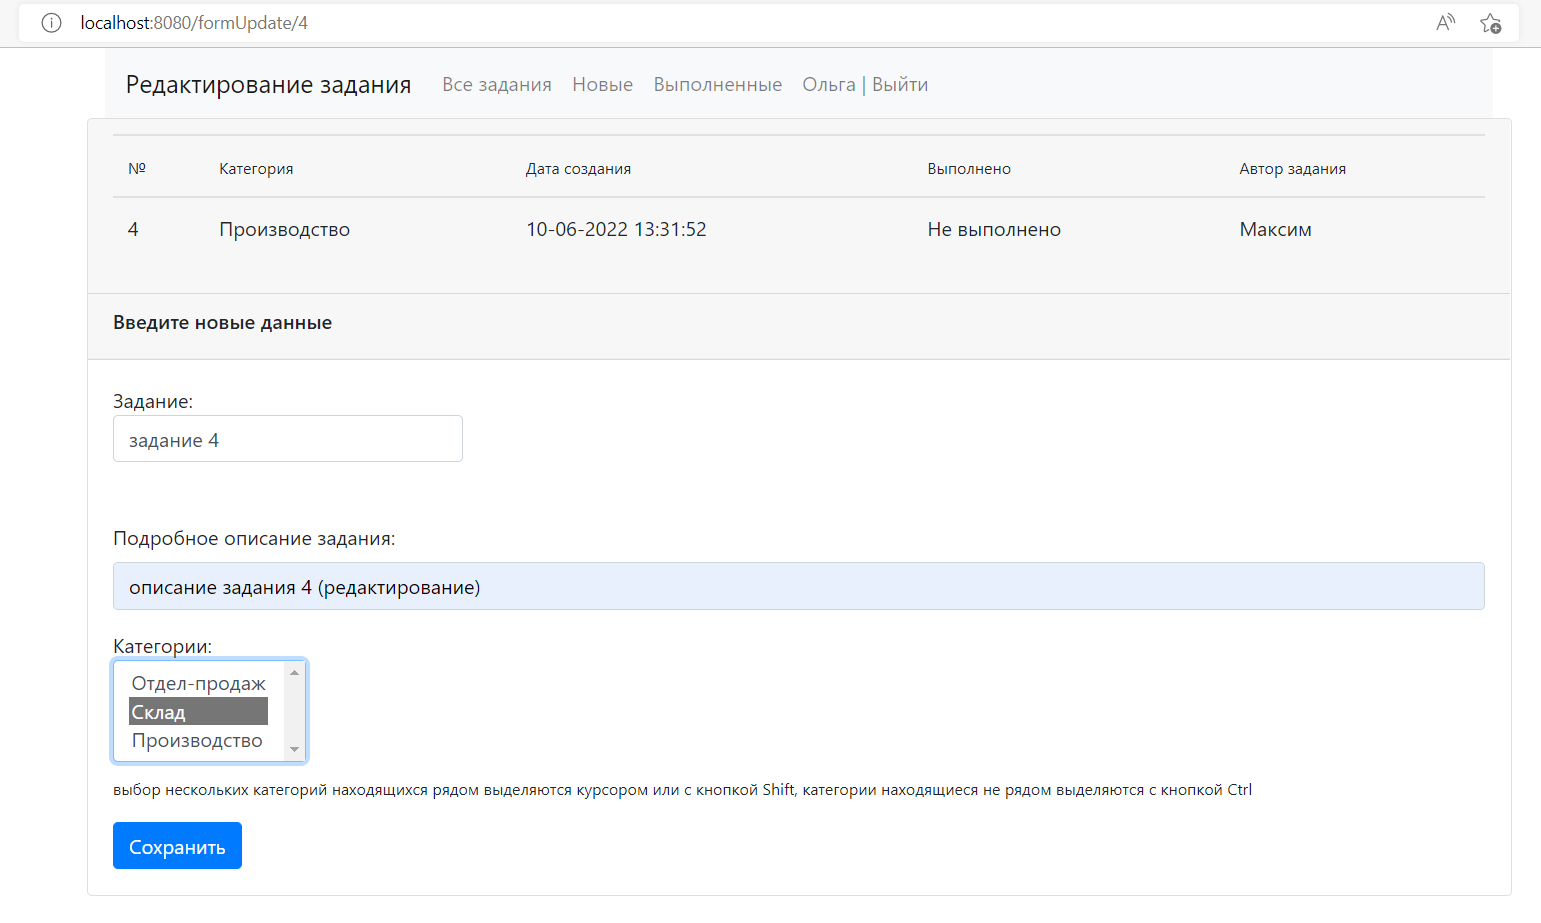 localhost:8080/formUpdate/4
Редактирование задания Все задания Новые Выполненные Ольга | Выйти
№ Категория Дата создания Выполнено Автор задания
4 Производство 10-06-2022 13:31:52 Не выполнено Максим
Введите новые данные
Задание:
задание 4
Подробное описание задания:
описание задания 4 (редактирование)
Категории:
Отдел-продаж
Склад
Производство
выбор нескольких категорий находящихся рядом выделяются курсором или с кнопкой Shift, категории находящиеся не рядом выделяются с кнопкой Ctrl
Сохранить